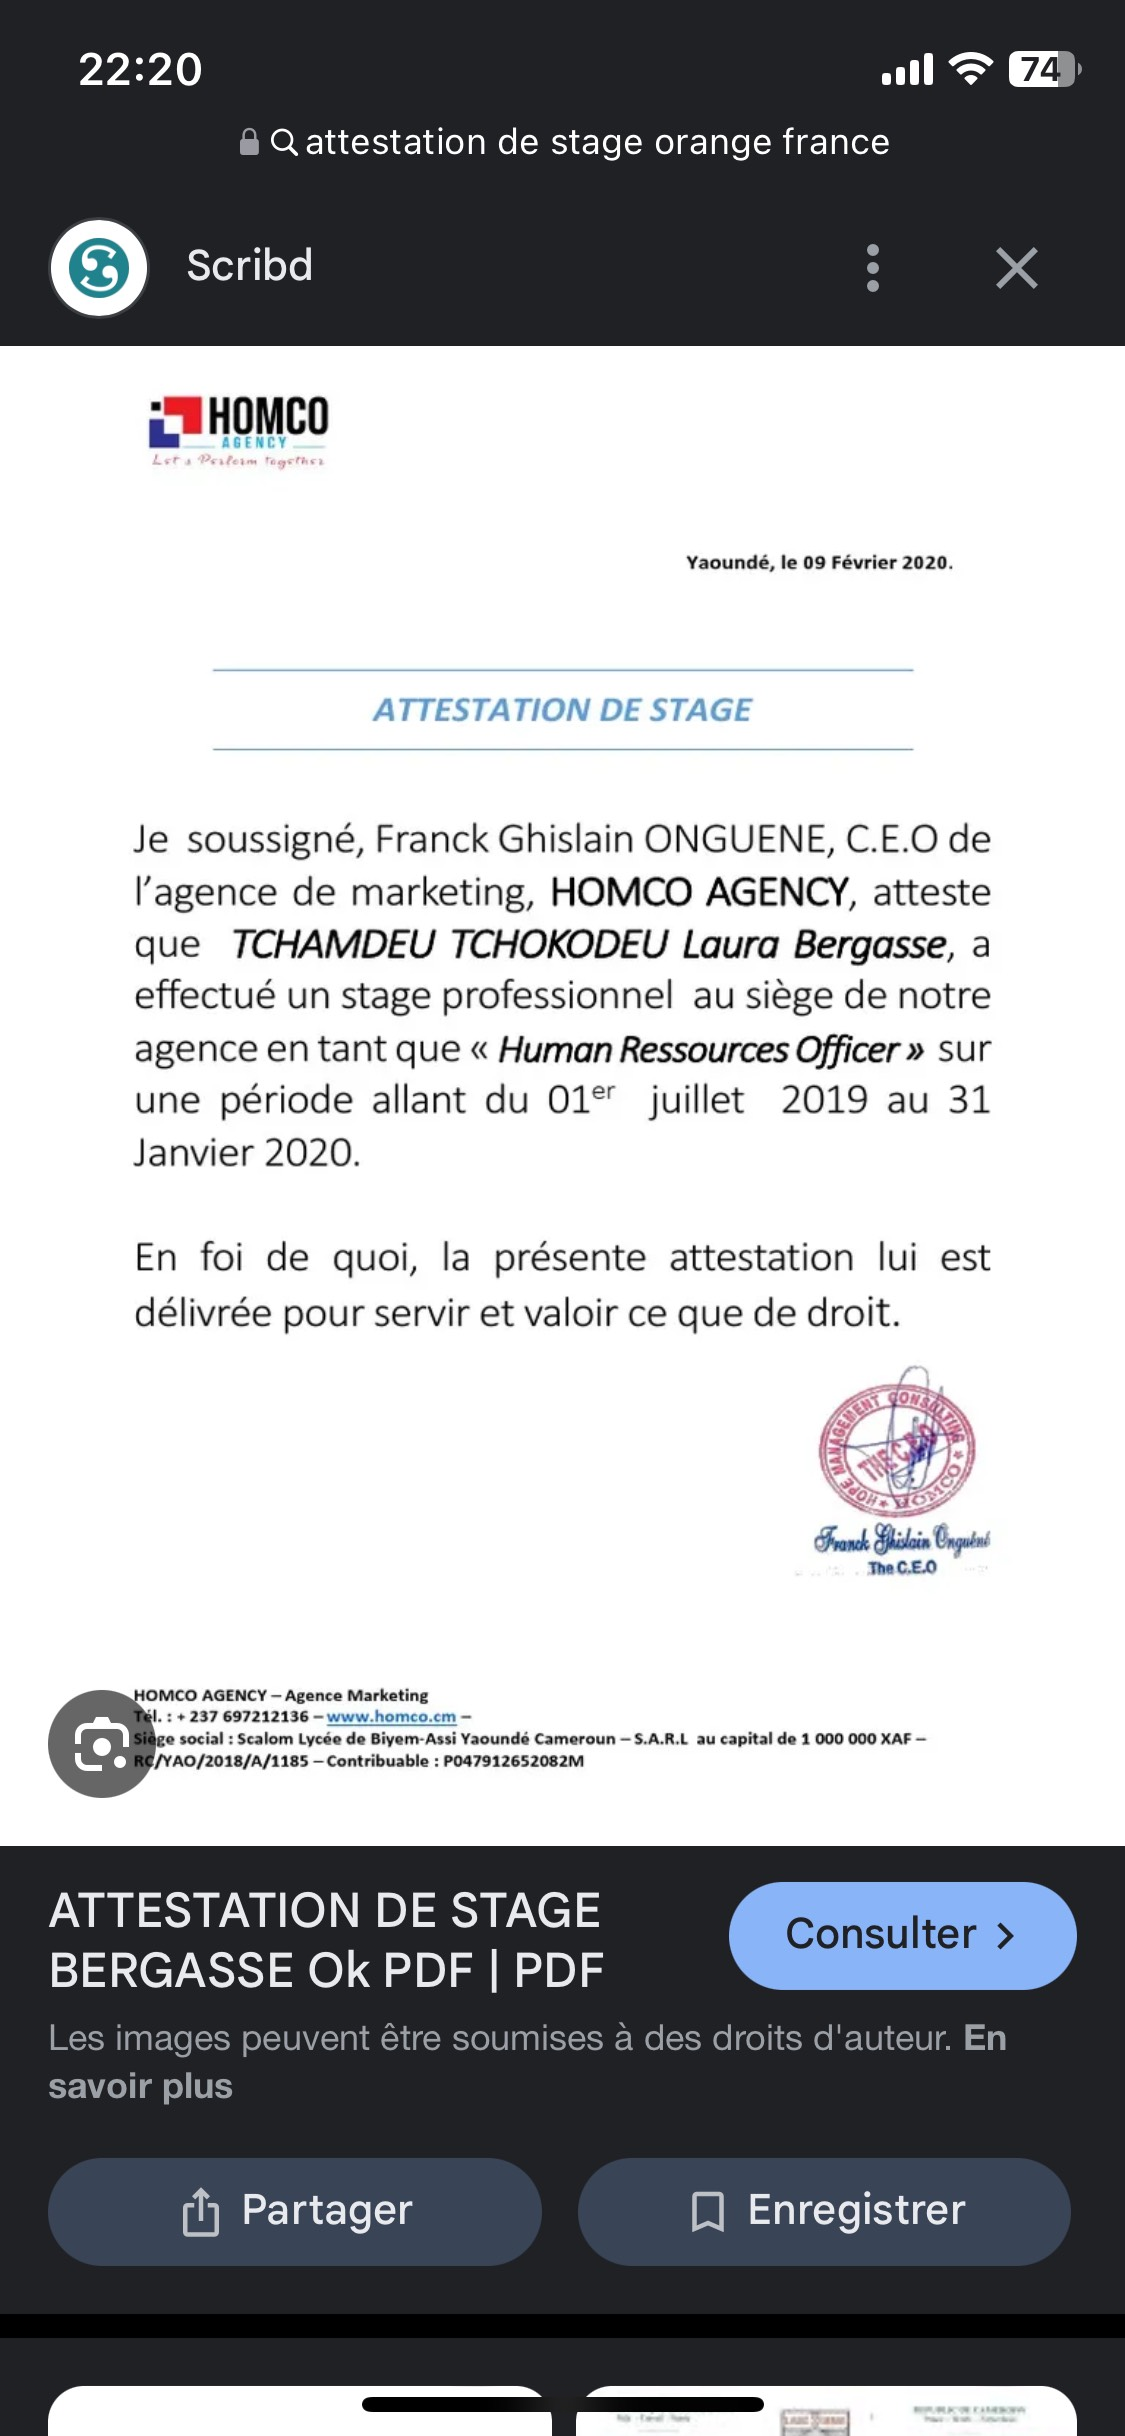 22:20
74
attestation de stage orange france
Scribd
HOMCO
AGENCY
Let's Perform together
Yaoundé, le 09 Février 2020.
ATTESTATION DE STAGE
Je soussigné, Franck Ghislain ONGUENE, C.E.O de
l'agence de marketing, HOMCO AGENCY, atteste
que TCHAMDEU TCHOKODEU Laura Bergasse, a
effectué un stage professionnel au siège de notre
agence en tant que « Human Ressources Officer » sur
une période allant du 01er juillet 2019 au 31
Janvier 2020.
En foi de quoi, la présente attestation lui est
délivrée pour servir et valoir ce que de droit.
HOPE MANAGEMENT CONSULTING
THE C.E.O
HOMCO
Franck Ghislain Onguéné
The C.E.O
HOMCO AGENCY – Agence Marketing
Tél. : + 237 697212136 – www.homco.cm –
Siège social : Scalom Lycée de Biyem-Assi Yaoundé Cameroun – S.A.R.L au capital de 1 000 000 XAF –
RC/YAO/2018/A/1185 – Contribuable : P047912652082M
ATTESTATION DE STAGE
BERGASSE Ok PDF | PDF
Consulter
Les images peuvent être soumises à des droits d'auteur. En
savoir plus
Partager
Enregistrer